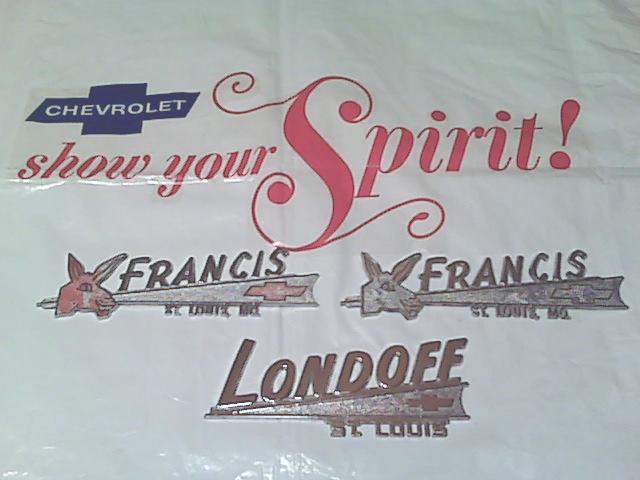 CHEVROLET
show your Spirit!
FRANCIS
ST. LOUIS, MO.
FRANCIS
ST. LOUIS, MO.
LONDOFF
ST. LOUIS